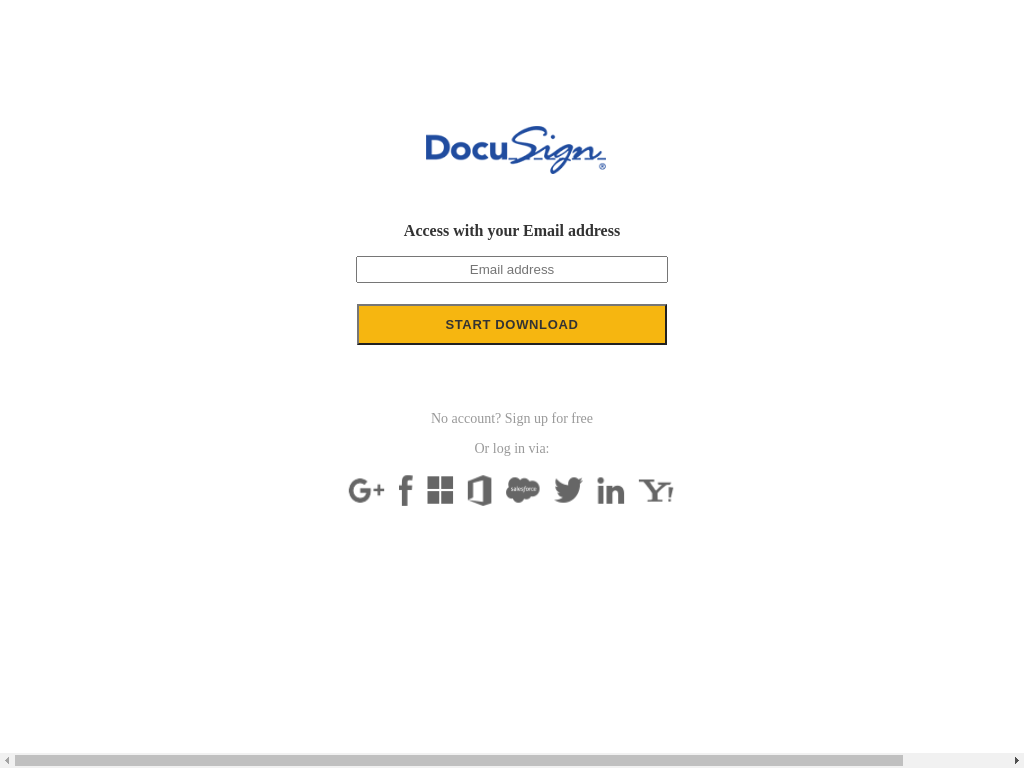 DocuSign®
Access with your Email address
Email address
START DOWNLOAD
No account? Sign up for free
Or log in via:
salesforce